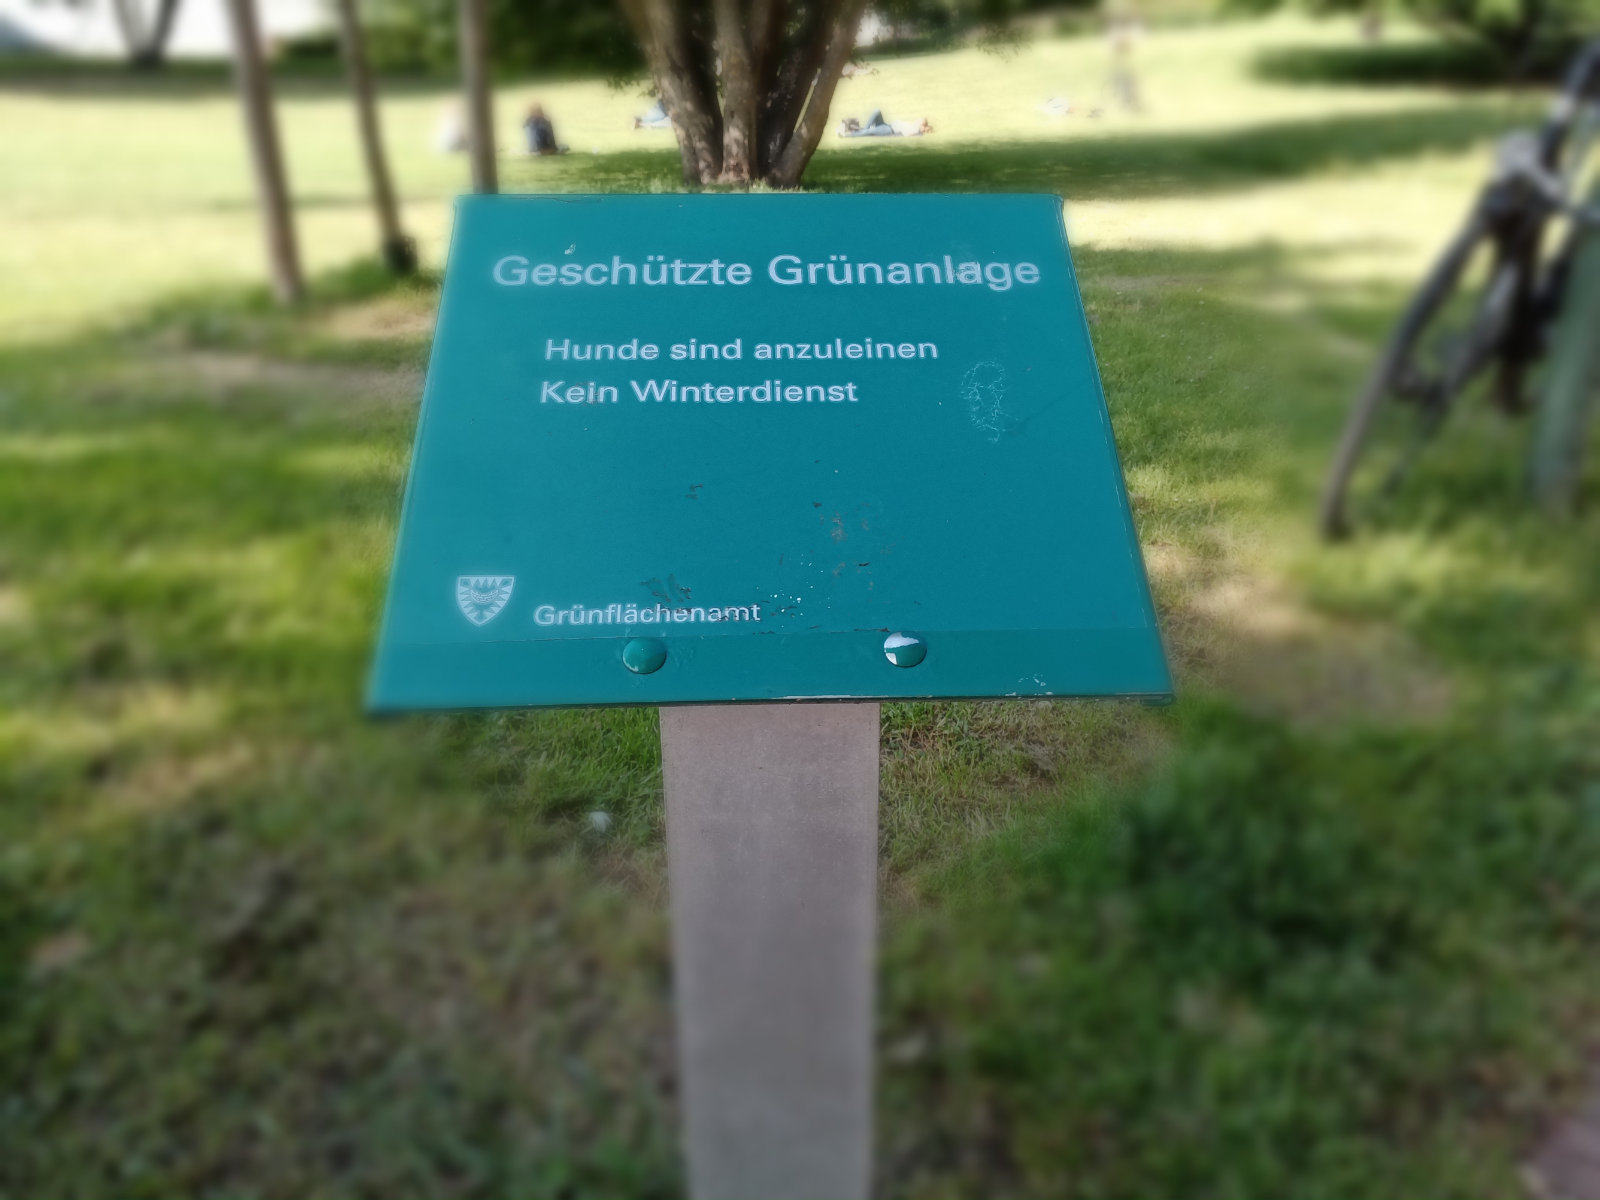 Geschützte Grünanlage
Hunde sind anzuleinen
Kein Winterdienst
Grünflächenamt